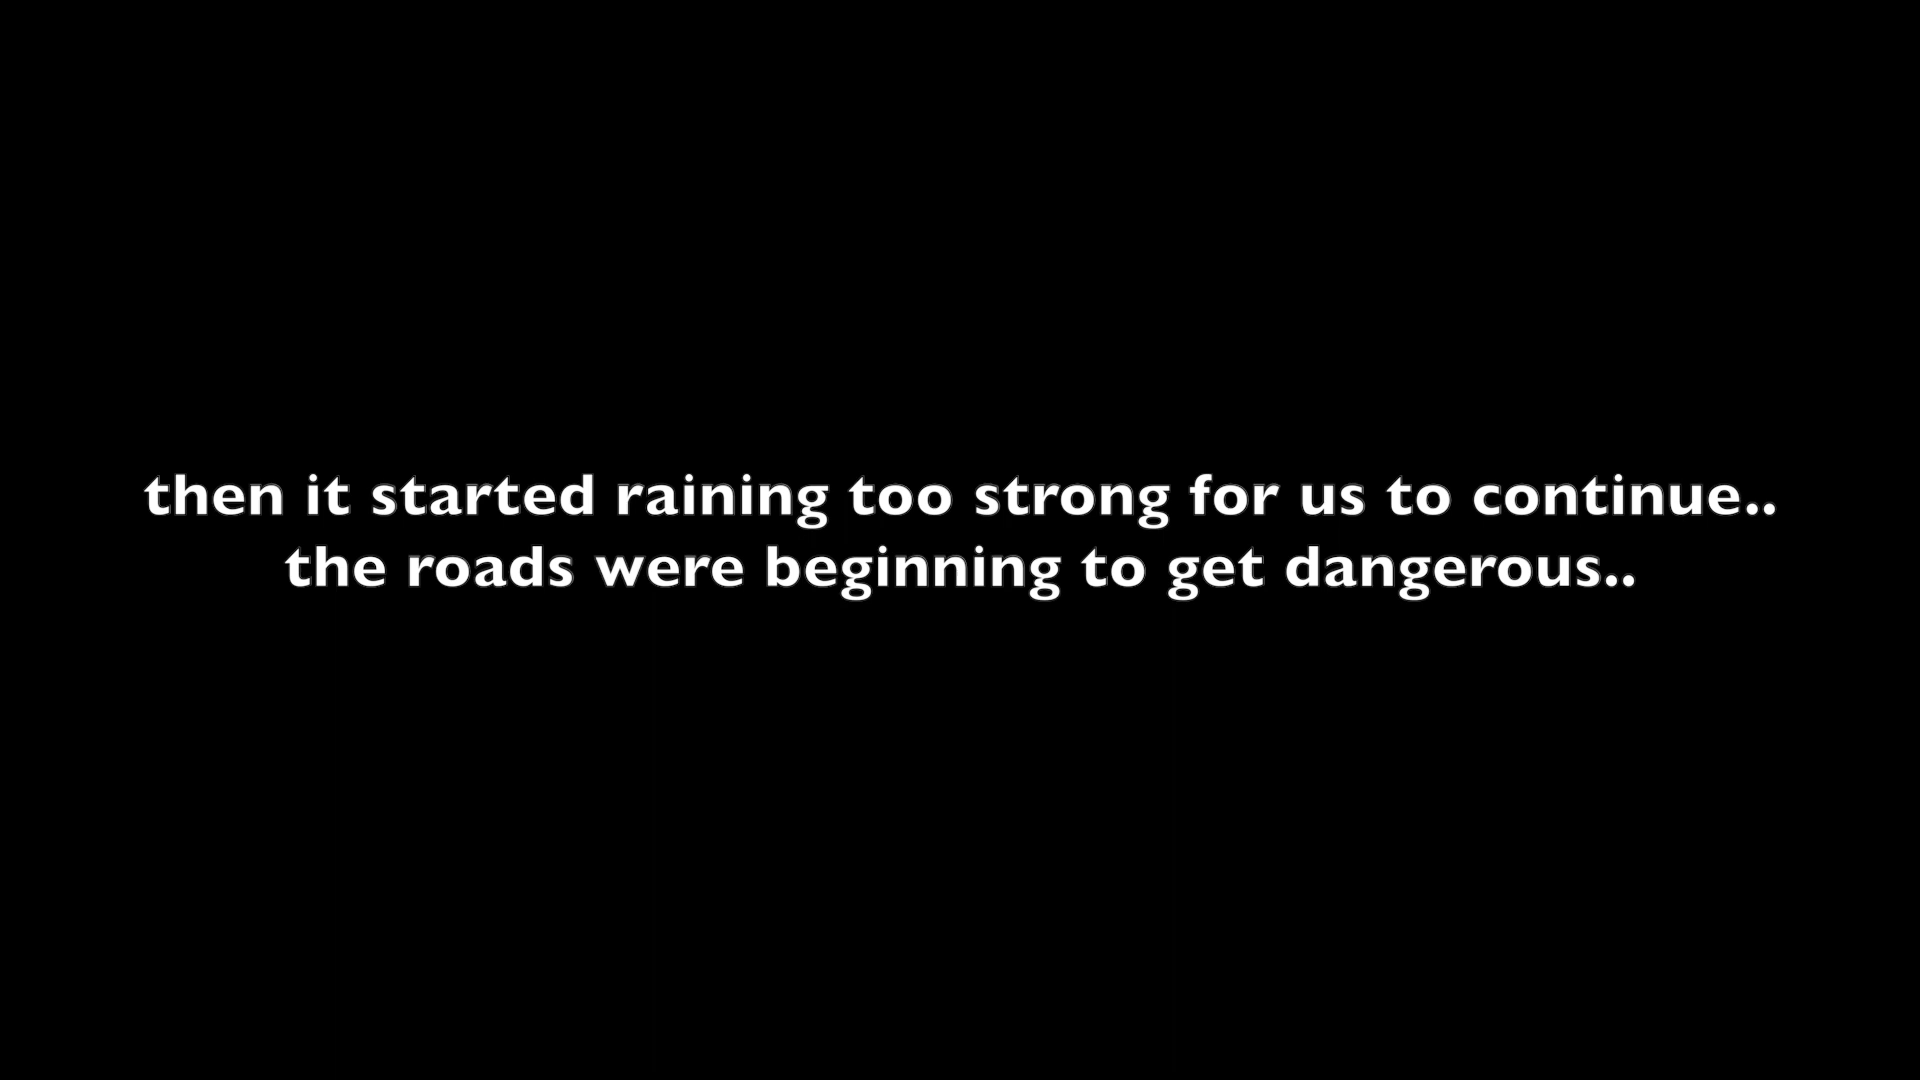 then it started raining too strong for us to continue..
the roads were beginning to get dangerous..